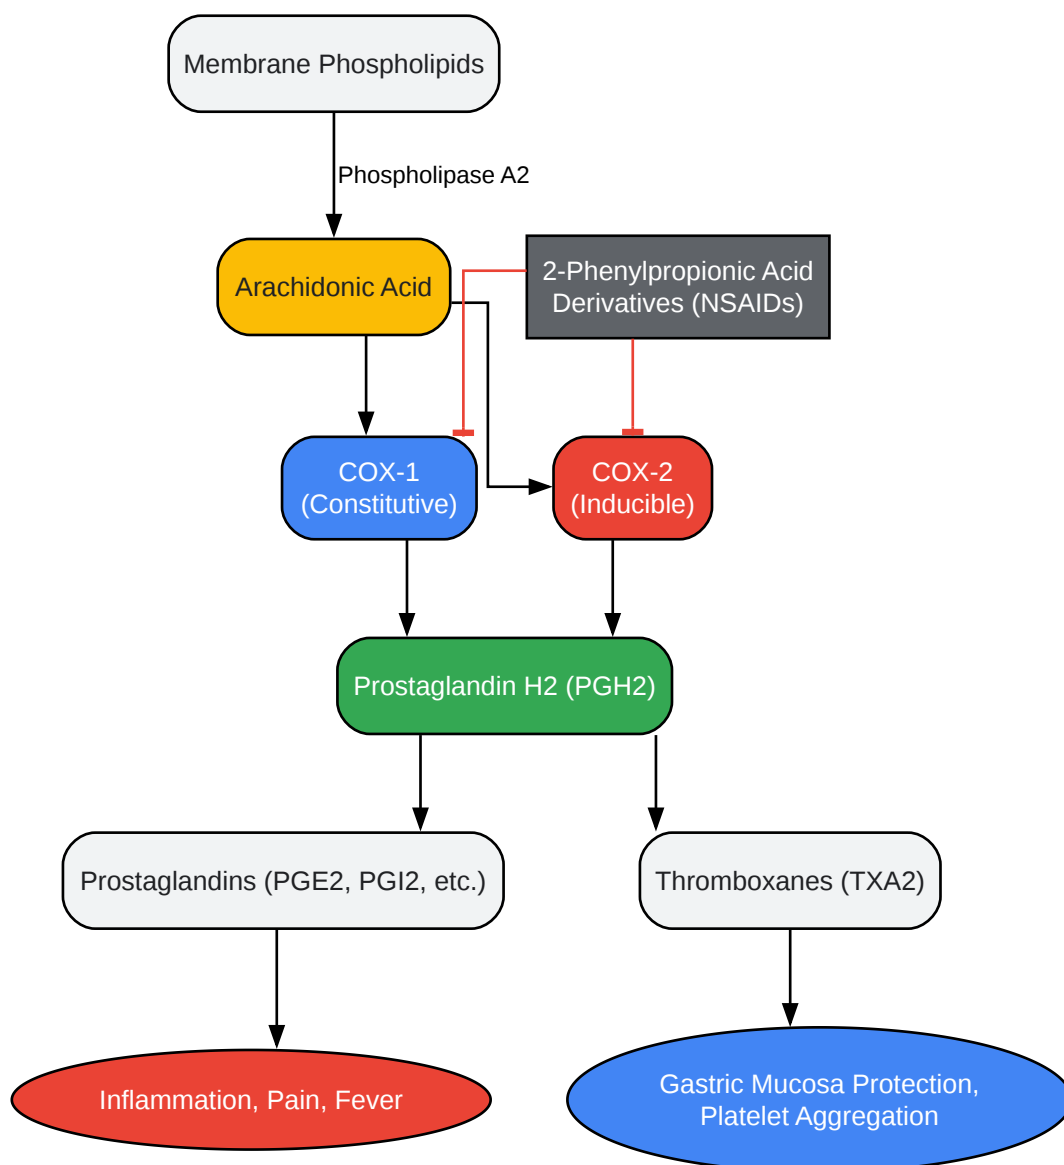 Membrane Phospholipids
Phospholipase A2
Arachidonic Acid
2-Phenylpropionic Acid
Derivatives (NSAIDs)
COX-1
(Constitutive)
COX-2
(Inducible)
Prostaglandin H2 (PGH2)
Prostaglandins (PGE2, PGI2, etc.)
Thromboxanes (TXA2)
Inflammation, Pain, Fever
Gastric Mucosa Protection,
Platelet Aggregation